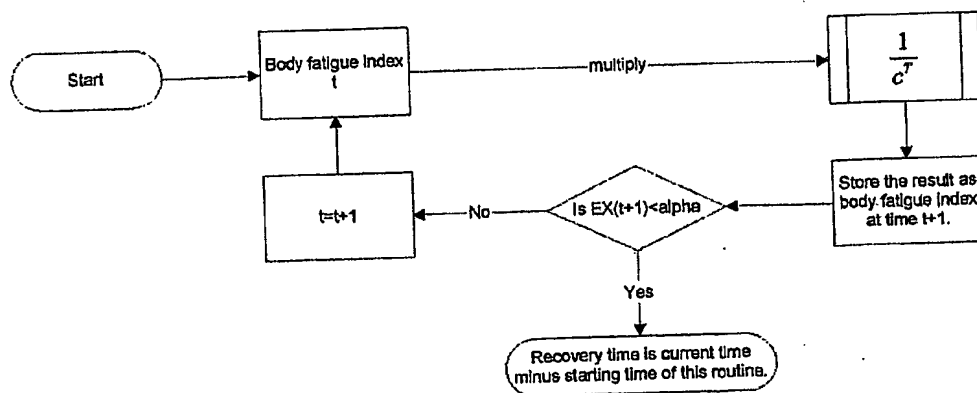 Start
Body fatigue index
t
multiply
1
c^T
Store the result as
body fatigue index
at time t+1.
Is EX(t+1)<alpha
No
t=t+1
Yes
Recovery time is current time
minus starting time of this routine.